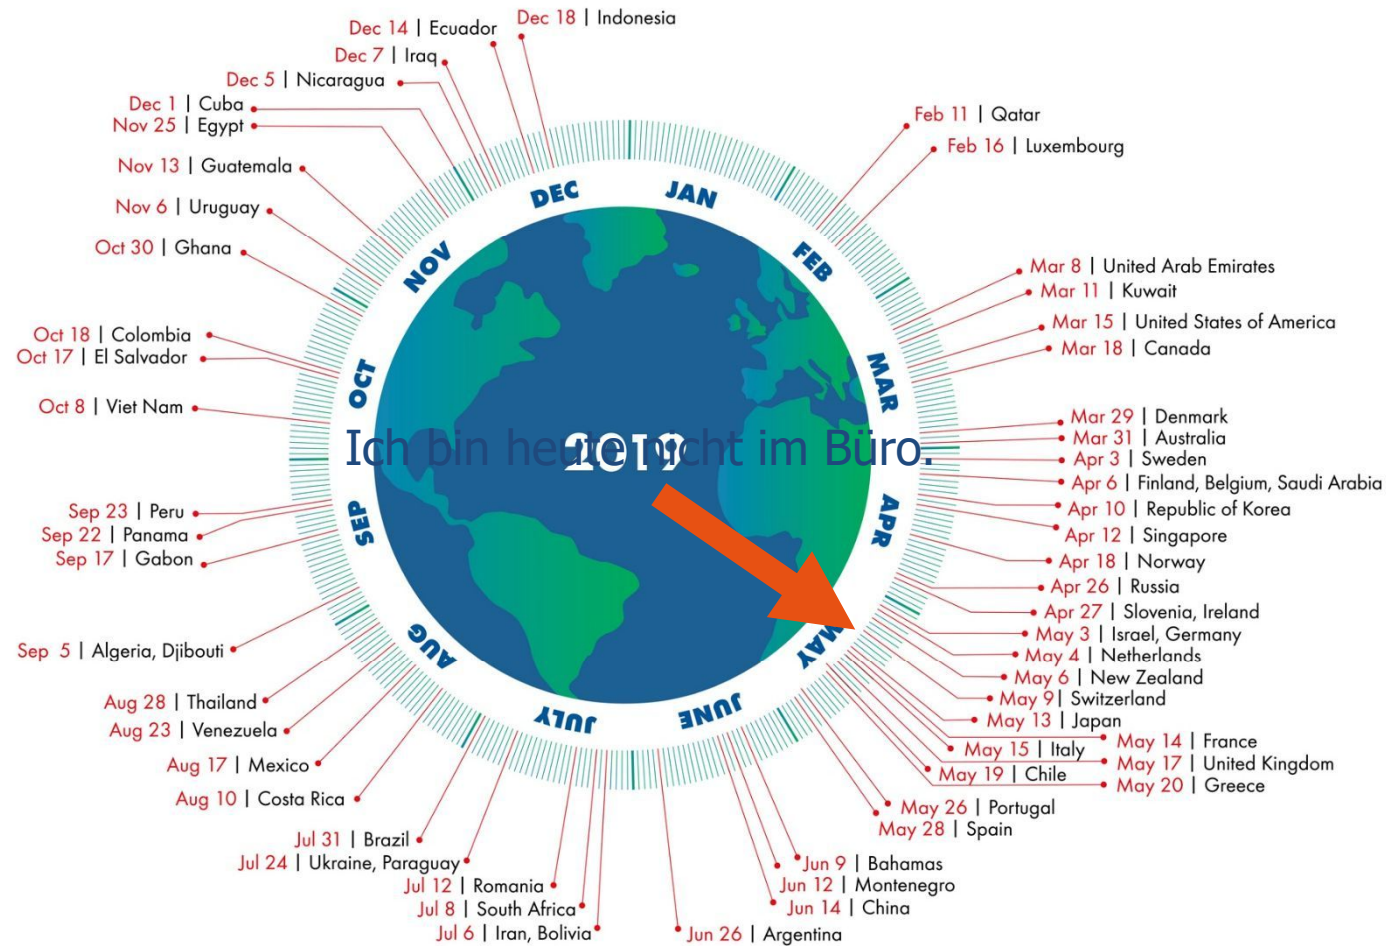 Dec 18 | Indonesia
Dec 14 | Ecuador
Dec 7 | Iraq
Dec 5 | Nicaragua
Dec 1 | Cuba
Nov 25 | Egypt
Nov 13 | Guatemala
Nov 6 | Uruguay
Oct 30 | Ghana
Oct 18 | Colombia
Oct 17 | El Salvador
Oct 8 | Viet Nam
Sep 23 | Peru
Sep 22 | Panama
Sep 17 | Gabon
Sep 5 | Algeria, Djibouti
Aug 28 | Thailand
Aug 23 | Venezuela
Aug 17 | Mexico
Aug 10 | Costa Rica
Jul 31 | Brazil
Jul 24 | Ukraine, Paraguay
Jul 12 | Romania
Jul 8 | South Africa
Jul 6 | Iran, Bolivia
Feb 11 | Qatar
Feb 16 | Luxembourg
Mar 8 | United Arab Emirates
Mar 11 | Kuwait
Mar 15 | United States of America
Mar 18 | Canada
Mar 29 | Denmark
Mar 31 | Australia
Apr 3 | Sweden
Apr 6 | Finland, Belgium, Saudi Arabia
Apr 10 | Republic of Korea
Apr 12 | Singapore
Apr 18 | Norway
Apr 26 | Russia
Apr 27 | Slovenia, Ireland
May 3 | Israel, Germany
May 4 | Netherlands
May 6 | New Zealand
May 9 | Switzerland
May 13 | Japan
May 14 | France
May 15 | Italy
May 17 | United Kingdom
May 19 | Chile
May 20 | Greece
May 26 | Portugal
May 28 | Spain
Jun 9 | Bahamas
Jun 12 | Montenegro
Jun 14 | China
Jun 26 | Argentina
JAN
FEB
MAR
APR
MAY
JUNE
JULY
AUG
SEP
OCT
NOV
DEC
2019
Ich bin heute nicht im Büro.